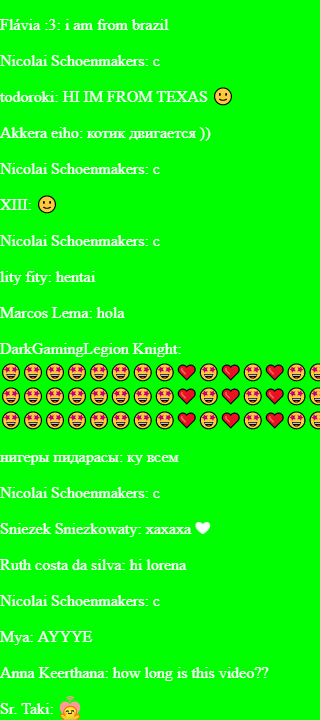 Flávia :3: i am from brazil
Nicolai Schoenmakers: c
todoroki: HI IM FROM TEXAS 🙂
Akkera eiho: котик двигается ))
Nicolai Schoenmakers: c
XIII: 🙂
Nicolai Schoenmakers: c
lity fity: hentai
Marcos Lema: hola
DarkGamingLegion Knight:
🤩🤩🤩🤩🤩🤩🤩🤩❤🤩❤🤩❤🤩🤩
🤩🤩🤩🤩🤩🤩🤩🤩❤🤩❤🤩❤🤩🤩
🤩🤩🤩🤩🤩🤩🤩🤩❤🤩❤🤩❤🤩🤩
нигеры пидарасы: ку всем
Nicolai Schoenmakers: c
Sniezek Sniezkowaty: xaxaxa ♥
Ruth costa da silva: hi lorena
Nicolai Schoenmakers: c
Mya: AYYYE
Anna Keerthana: how long is this video??
Sr. Taki: 🙆